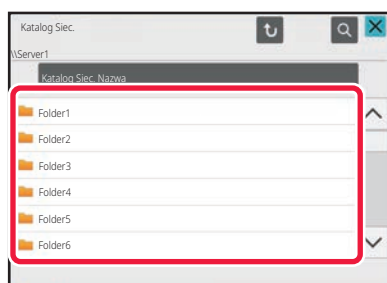 Katalog Siec.
\\Server1
Katalog Siec. Nazwa
Folder1
Folder2
Folder3
Folder4
Folder5
Folder6